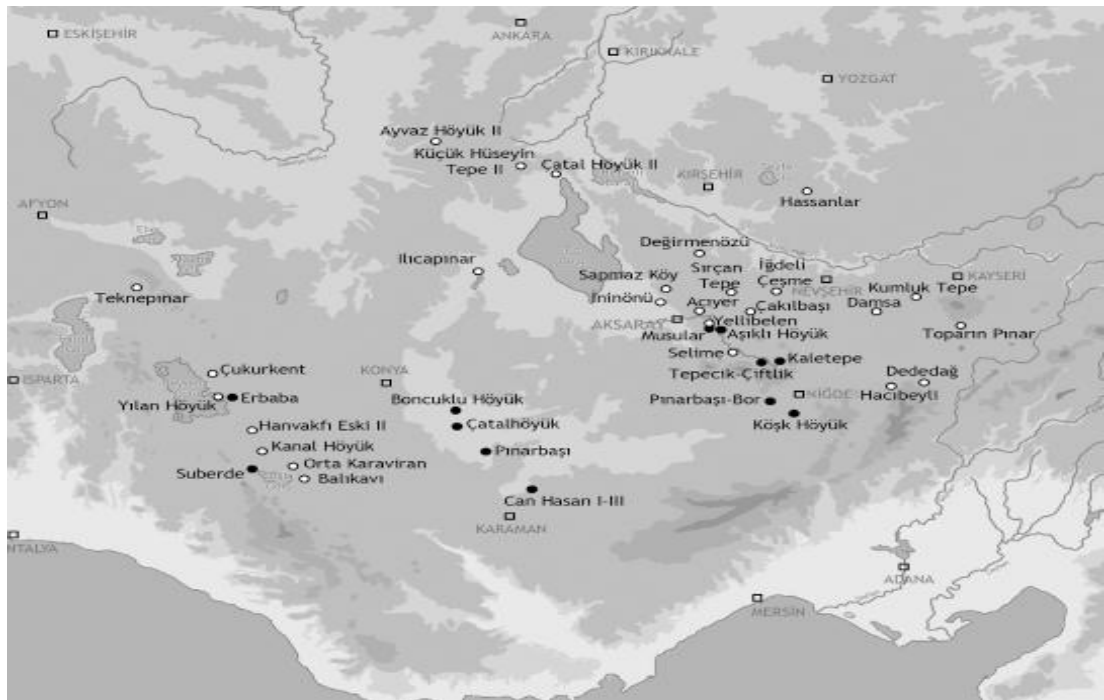 ANKARA
ESKİŞEHİR
KIRIKKALE
YOZGAT
Ayvaz Höyük II
Küçük Hüseyin
Tepe II
Çatal Höyük II
KIRŞEHİR
Hassanlar
AFYON
Değirmenözü
Ilıcapınar
Sırçan
Tepe
İğdeli
Çeşme
Sapmaz Köy
KAYSERİ
NEVŞEHİR
Kumluk Tepe
Teknepınar
Ininönü
Acıyer
Çakılbaşı
Damsa
AKSARAY
Yellibelen
Musular
Aşıklı Höyük
Toparın Pınar
Selime
Kaletepe
Tepecik-Çiftlik
ISPARTA
Çukurkent
KONYA
Dededağ
Hacıbeyli
Yılan Höyük
Erbaba
Boncuklu Höyük
Pınarbaşı-Bor
NİĞDE
Çatalhöyük
Köşk Höyük
Hanvakfı Eski II
Kanal Höyük
Pınarbaşı
Suberde
Orta Karaviran
Balıkavı
Can Hasan I-III
KARAMAN
NTALYA
ADANA
MERSİN